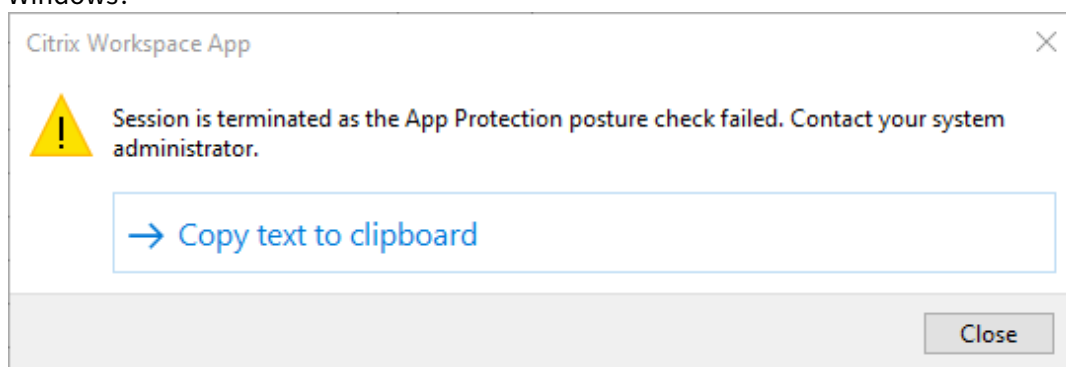 Windows?
Citrix Workspace App
Session is terminated as the App Protection posture check failed. Contact your system
administrator.
→ Copy text to clipboard
Close